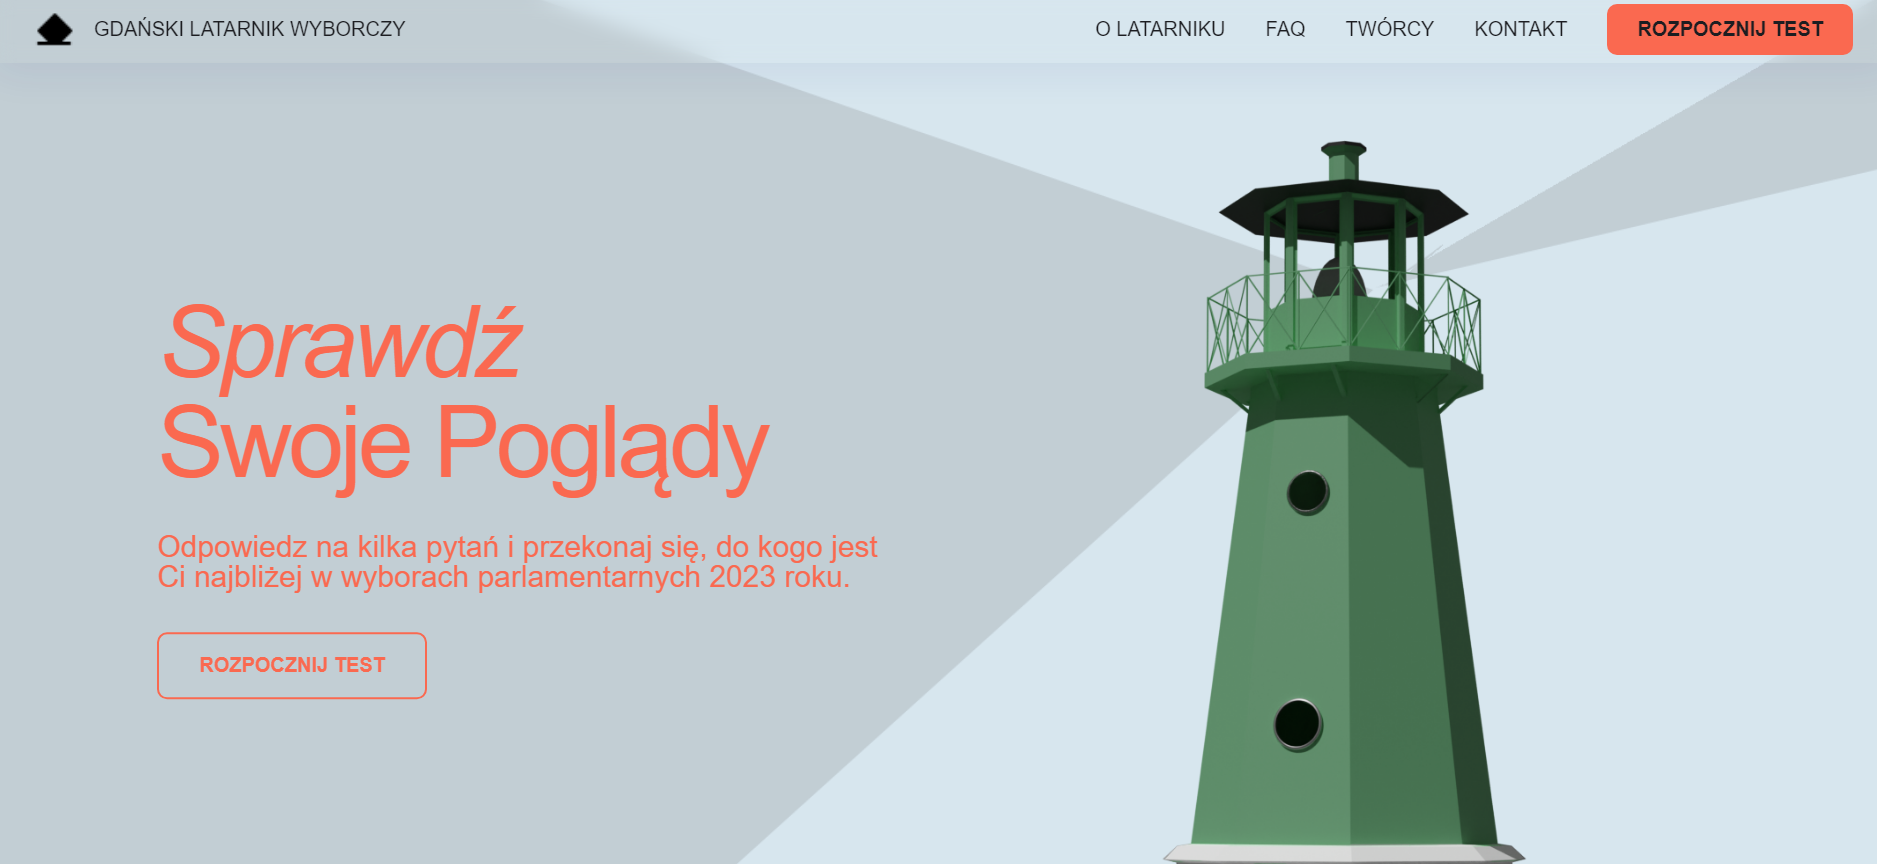 GDAŃSKI LATARNIK WYBORCZY
O LATARNIKU
FAQ
TWÓRCY
KONTAKT
ROZPOCZNIJ TEST
Sprawdź
Swoje Poglądy
Odpowiedz na kilka pytań i przekonaj się, do kogo jest
Ci najbliżej w wyborach parlamentarnych 2023 roku.
ROZPOCZNIJ TEST